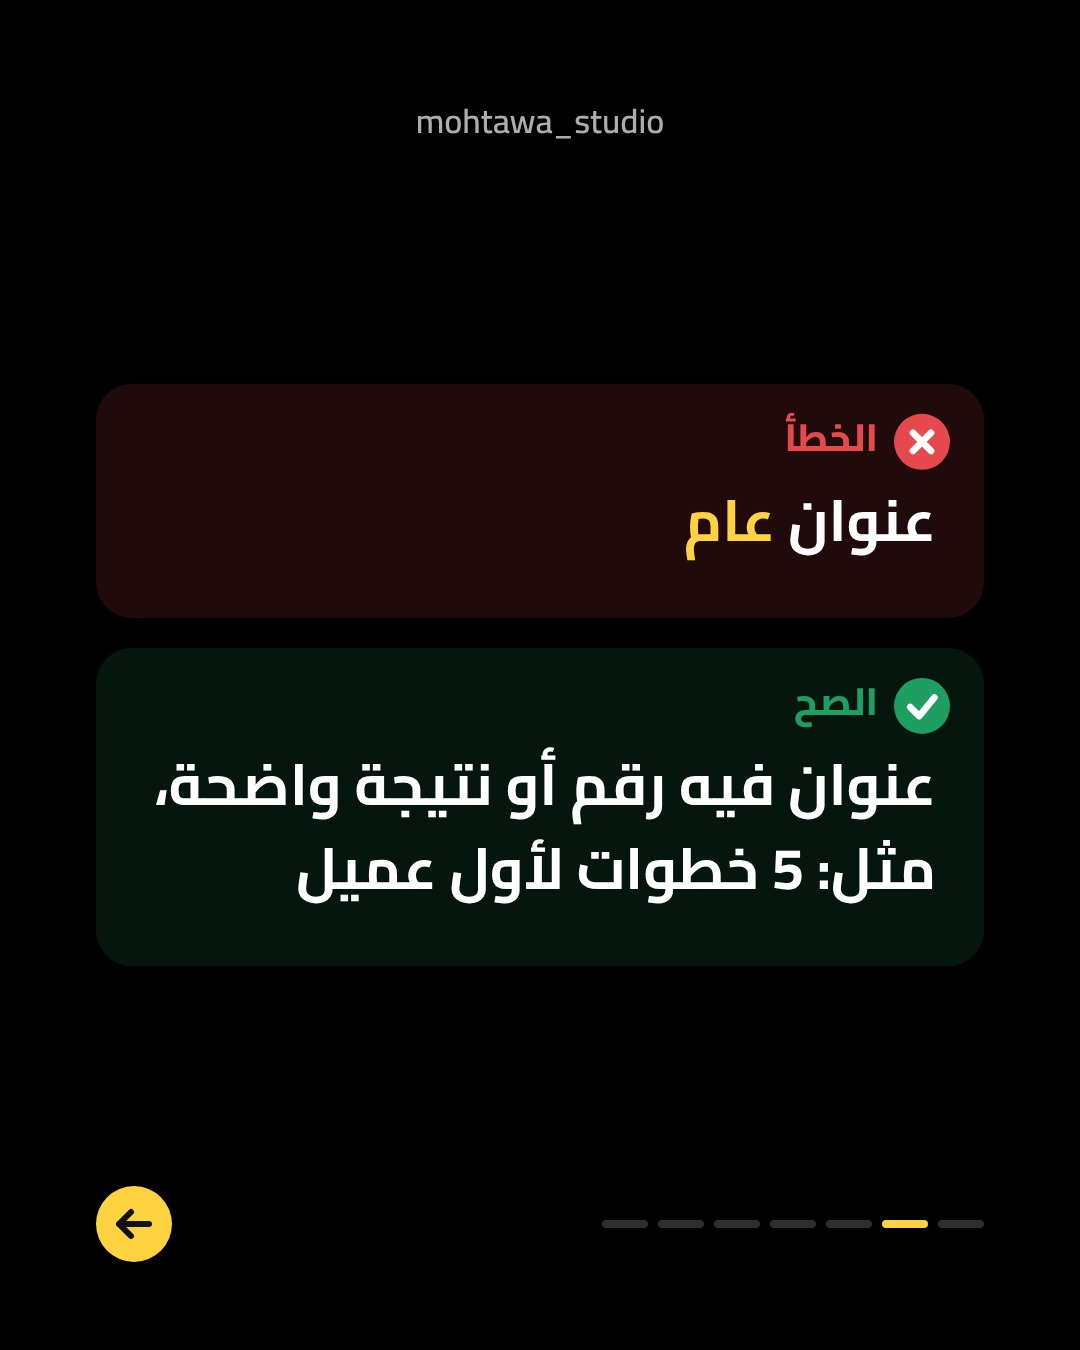 mohtawa_studio
الخطأ
عنوان عام
الصح
عنوان فيه رقم أو نتيجة واضحة،
مثل: 5 خطوات لأول عميل